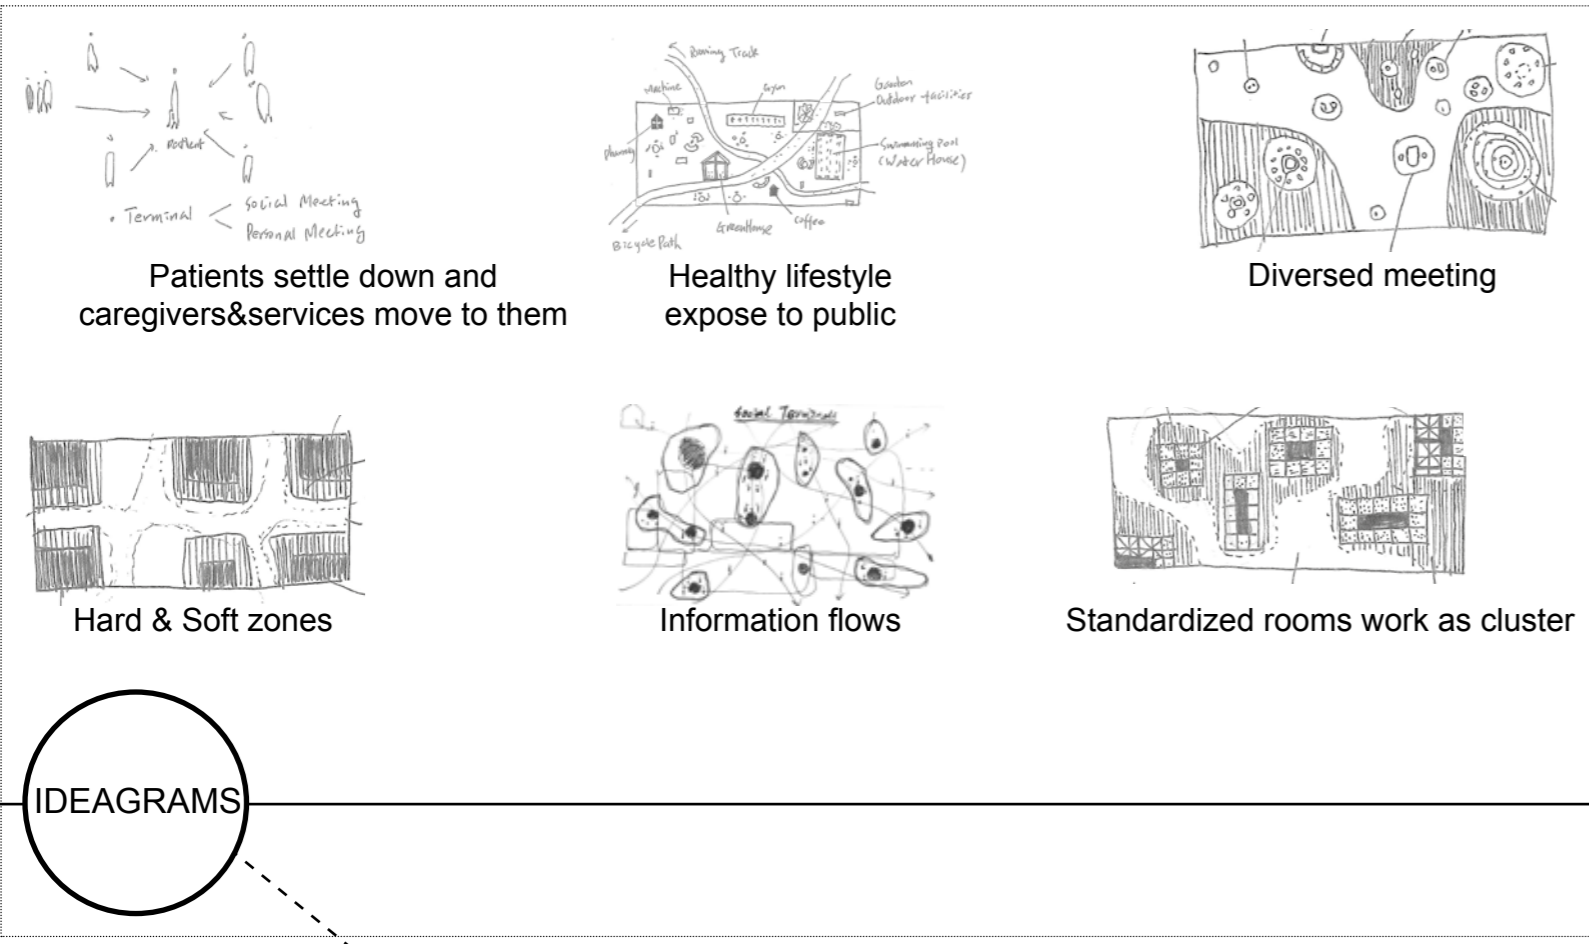 Patient
• Terminal
Social Meeting
Personal Meeting
Patients settle down and
caregivers&services move to them
Running Track
Machine
Gym
Garden
Outdoor facilities
Pharmacy
Swimming Pool
(Water House)
Coffee
GreenHouse
Bicycle Path
Healthy lifestyle
expose to public
Diversed meeting
Hard & Soft zones
Social Terminals
Information flows
Standardized rooms work as cluster
IDEAGRAMS